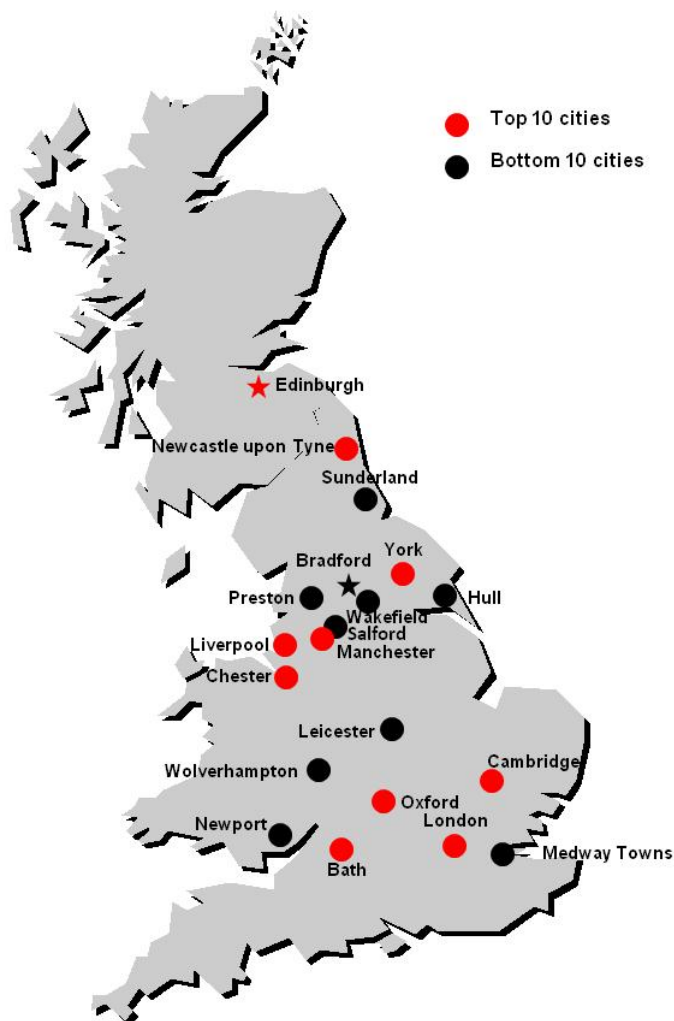 Top 10 cities
Bottom 10 cities
Edinburgh
Newcastle upon Tyne
Sunderland
York
Bradford
Preston
Hull
Wakefield
Salford
Liverpool
Manchester
Chester
Leicester
Cambridge
Wolverhampton
Oxford
London
Newport
Medway Towns
Bath